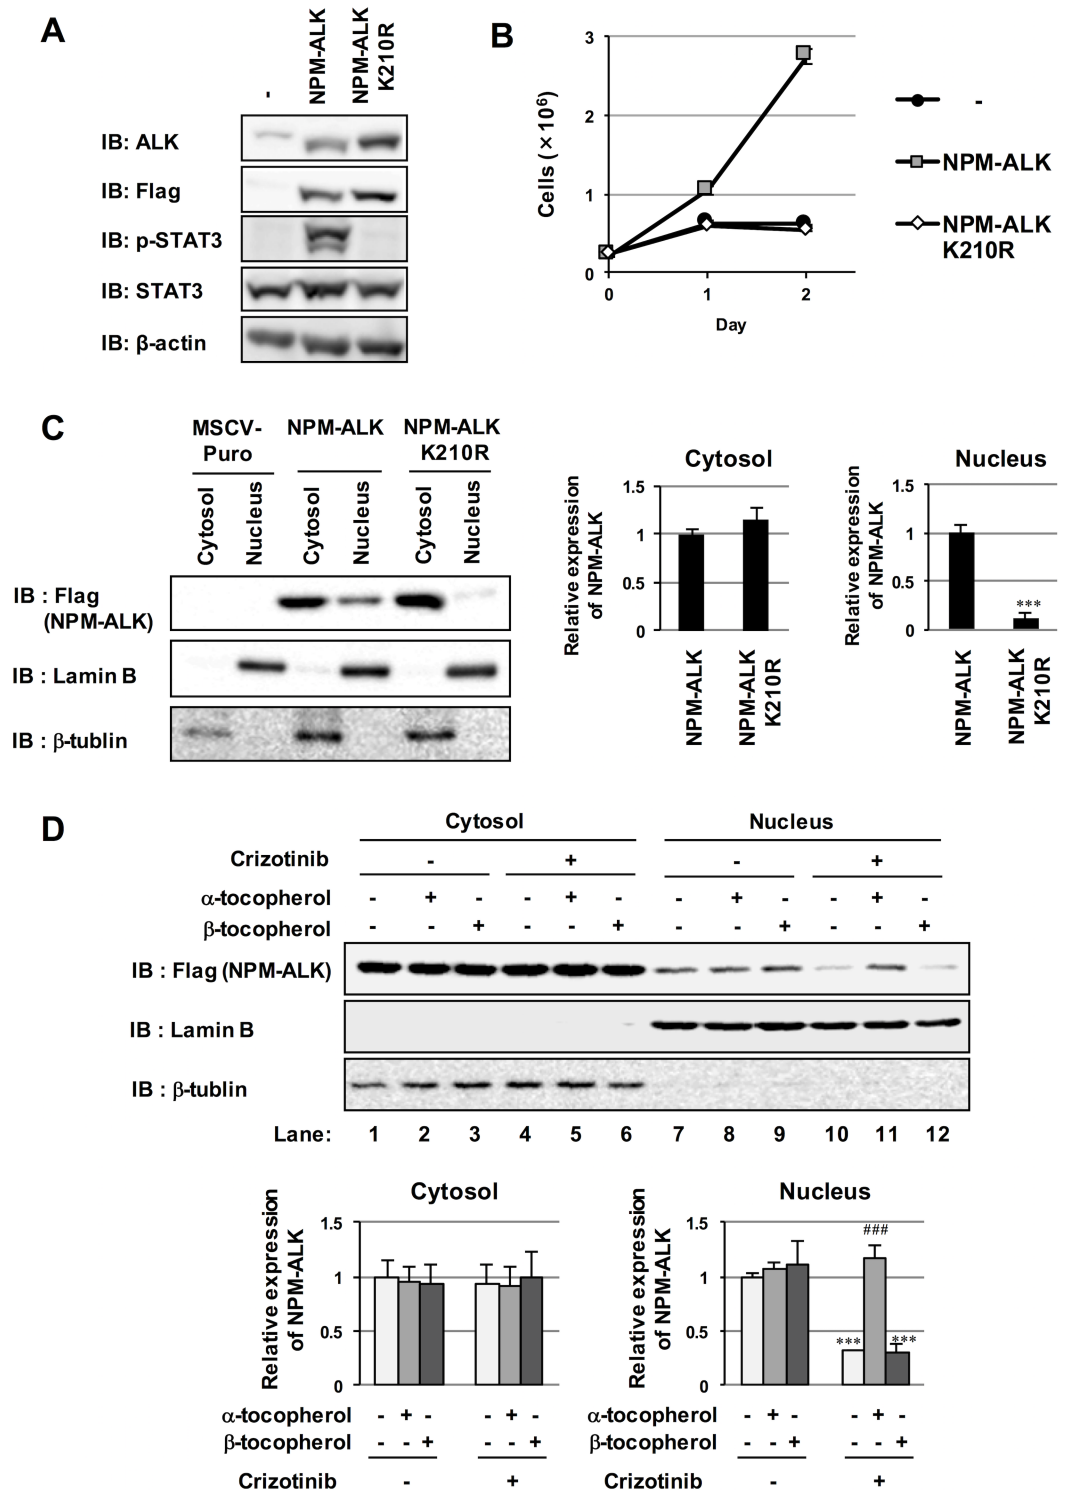 A
-
NPM-ALK
NPM-ALK
K210R
IB: ALK
IB: Flag
IB: p-STAT3
IB: STAT3
IB: β-actin
B
Cells (×10⁶)
3
2
1
0
0 1 2
Day
-
NPM-ALK
NPM-ALK
K210R
C
MSCV-
Puro
NPM-ALK
NPM-ALK
K210R
Cytosol
Nucleus
Cytosol
Nucleus
Cytosol
Nucleus
IB : Flag
(NPM-ALK)
IB : Lamin B
IB : β-tublin
Cytosol
Relative expression
of NPM-ALK
1.5
1
0.5
0
NPM-ALK
NPM-ALK
K210R
Nucleus
Relative expression
of NPM-ALK
1.5
1
0.5
0
***
NPM-ALK
NPM-ALK
K210R
D
Cytosol Nucleus
Crizotinib - + - +
α-tocopherol - + - - + - - + - - + -
β-tocopherol - - + - - + - - + - - +
IB : Flag (NPM-ALK)
IB : Lamin B
IB : β-tublin
Lane: 1 2 3 4 5 6 7 8 9 10 11 12
Cytosol
Relative expression
of NPM-ALK
1.5
1
0.5
0
α-tocopherol - + - - + -
β-tocopherol - - + - - +
Crizotinib - +
Nucleus
Relative expression
of NPM-ALK
1.5
1
0.5
0
###
*** ***
α-tocopherol - + - - + -
β-tocopherol - - + - - +
Crizotinib - +